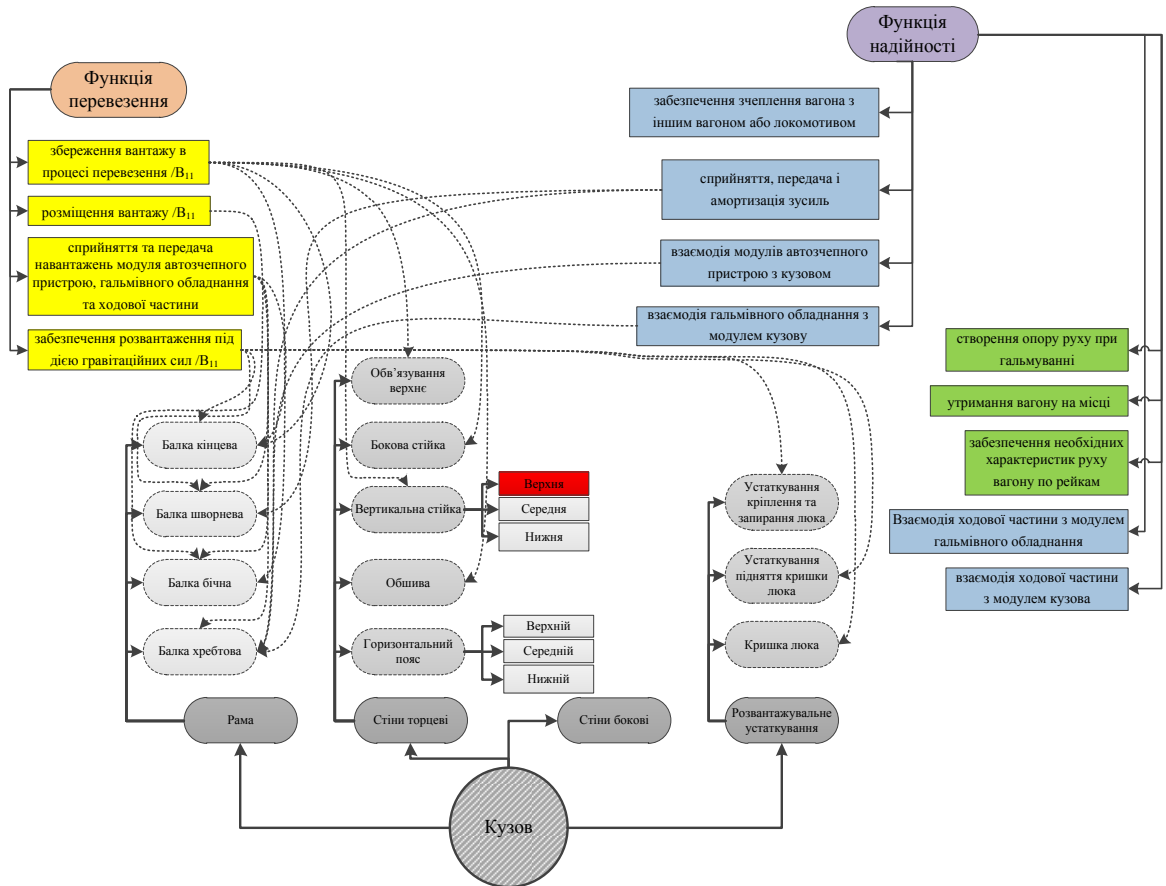 Функція
перевезення
збереження вантажу в
процесі перевезення /В₁₁
розміщення вантажу /В₁₁
сприйняття та передача
навантажень модуля автозчепного
пристрою, гальмівного обладнання
та ходової частини
забезпечення розвантаження під
дією гравітаційних сил /В₁₁
Функція
надійності
забезпечення зчеплення вагона з
іншим вагоном або локомотивом
сприйняття, передача і
амортизація зусиль
взаємодія модулів автозчепного
пристрою з кузовом
взаємодія гальмівного обладнання з
модулем кузову
створення опору руху при
гальмуванні
утримання вагону на місці
забезпечення необхідних
характеристик руху
вагону по рейкам
Взаємодія ходової частини з модулем
гальмівного обладнання
взаємодія ходової частини
з модулем кузова
Балка кінцева
Балка шворнева
Балка бічна
Балка хребтова
Рама
Обв’язування
верхнє
Бокова стійка
Вертикальна стійка
Верхня
Середня
Нижня
Обшива
Горизонтальний
пояс
Верхній
Середній
Нижній
Стіни торцеві
Стіни бокові
Устаткування
кріплення та
запирання люка
Устаткування
підняття кришки
люка
Кришка люка
Розвантажувальне
устаткування
Кузов